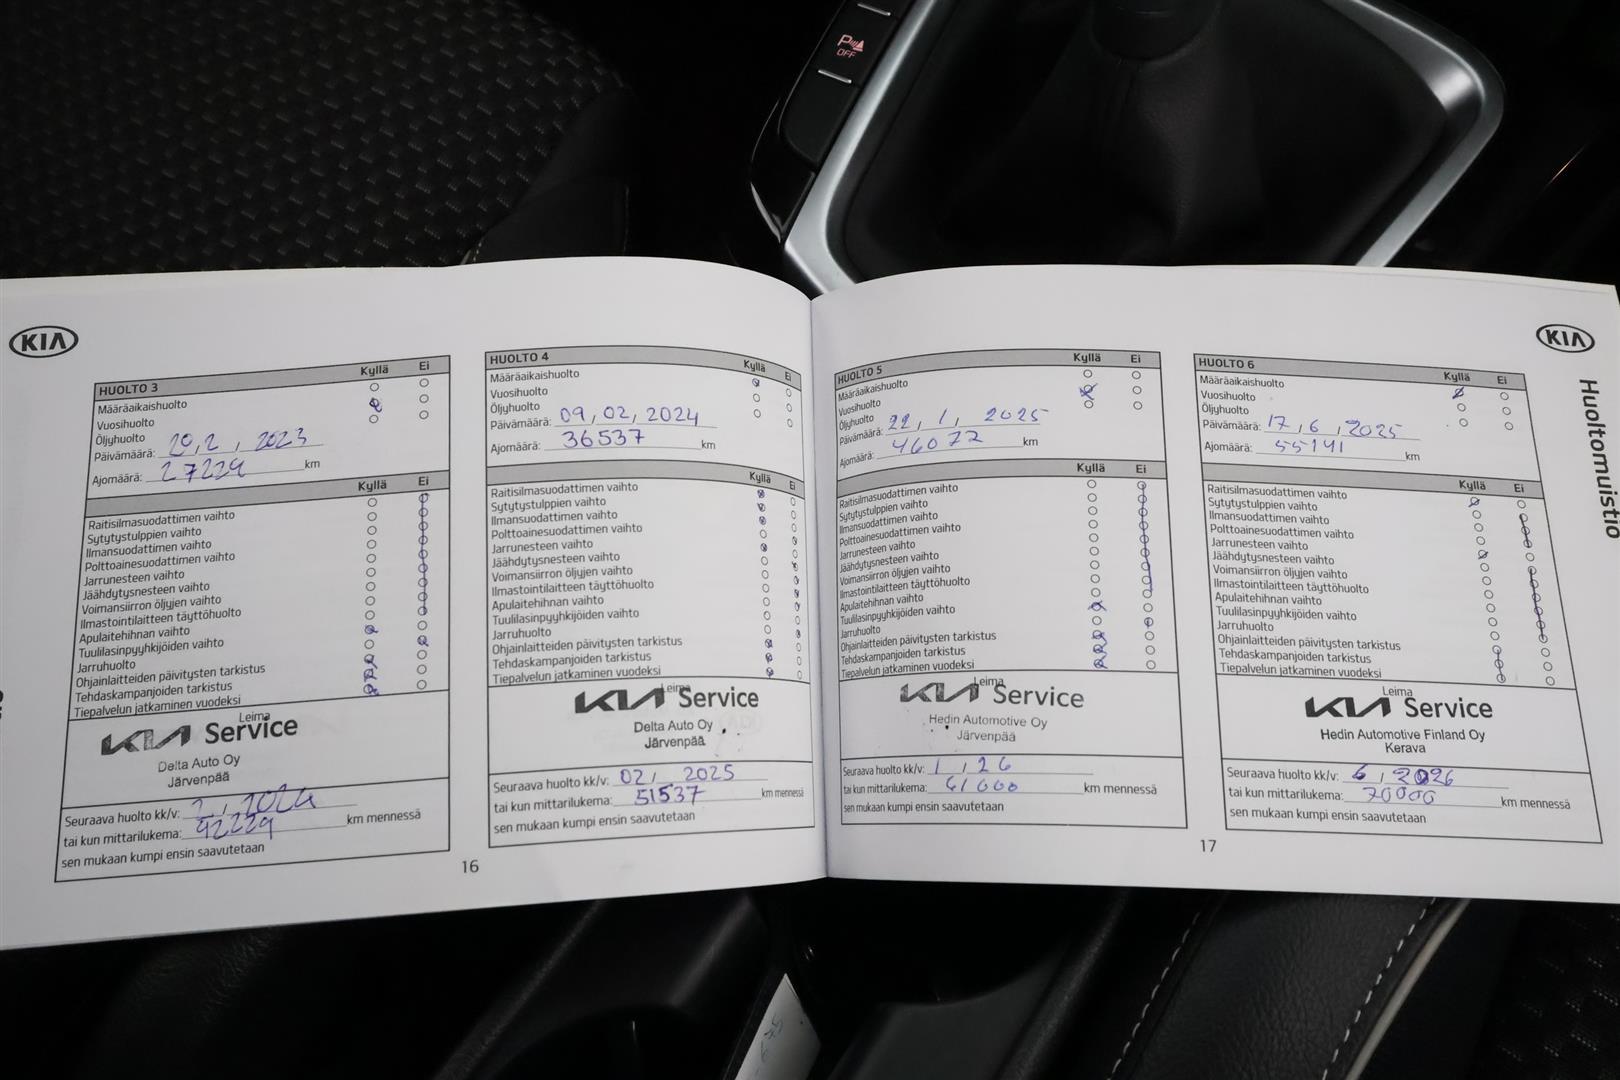 P OFF
KIA
HUOLTO 3
Kyllä Ei
Määräaikaishuolto
Vuosihuolto
Öljyhuolto
Päivämäärä: 20, 2, 2023
Ajomäärä: 27229 km
Kyllä Ei
Raitisilmasuodattimen vaihto
Sytytystulppien vaihto
Ilmansuodattimen vaihto
Polttoainesuodattimen vaihto
Jarrunesteen vaihto
Jäähdytysnesteen vaihto
Voimansiirron öljyjen vaihto
Ilmastointilaitteen täyttöhuolto
Apulaitehihnan vaihto
Tuulilasinpyyhkijöiden vaihto
Jarruhuolto
Ohjainlaitteiden päivitysten tarkistus
Tehdaskampanjoiden tarkistus
Tiepalvelun jatkaminen vuodeksi
Leima
KIA Service
Delta Auto Oy
Järvenpää
Seuraava huolto kk/v: 2, 2024
tai kun mittarilukema: 42229 km mennessä
sen mukaan kumpi ensin saavutetaan
HUOLTO 4
Kyllä Ei
Määräaikaishuolto
Vuosihuolto
Öljyhuolto
Päivämäärä: 09, 02, 2024
Ajomäärä: 36537 km
Kyllä Ei
Raitisilmasuodattimen vaihto
Sytytystulppien vaihto
Ilmansuodattimen vaihto
Polttoainesuodattimen vaihto
Jarrunesteen vaihto
Jäähdytysnesteen vaihto
Voimansiirron öljyjen vaihto
Ilmastointilaitteen täyttöhuolto
Apulaitehihnan vaihto
Tuulilasinpyyhkijöiden vaihto
Jarruhuolto
Ohjainlaitteiden päivitysten tarkistus
Tehdaskampanjoiden tarkistus
Tiepalvelun jatkaminen vuodeksi
Leima
KIA Service
Delta Auto Oy
Järvenpää
Seuraava huolto kk/v: 02, 2025
tai kun mittarilukema: 51537 km mennessä
sen mukaan kumpi ensin saavutetaan
16
HUOLTO 5
Kyllä Ei
Määräaikaishuolto
Vuosihuolto
Öljyhuolto
Päivämäärä: 22, 1, 2025
Ajomäärä: 46072 km
Kyllä Ei
Raitisilmasuodattimen vaihto
Sytytystulppien vaihto
Ilmansuodattimen vaihto
Polttoainesuodattimen vaihto
Jarrunesteen vaihto
Jäähdytysnesteen vaihto
Voimansiirron öljyjen vaihto
Ilmastointilaitteen täyttöhuolto
Apulaitehihnan vaihto
Tuulilasinpyyhkijöiden vaihto
Jarruhuolto
Ohjainlaitteiden päivitysten tarkistus
Tehdaskampanjoiden tarkistus
Tiepalvelun jatkaminen vuodeksi
Leima
KIA Service
Hedin Automotive Oy
Järvenpää
Seuraava huolto kk/v: 1, 26
tai kun mittarilukema: 61000 km mennessä
sen mukaan kumpi ensin saavutetaan
KIA
Huoltomuistio
HUOLTO 6
Kyllä Ei
Määräaikaishuolto
Vuosihuolto
Öljyhuolto
Päivämäärä: 17, 6, 2025
Ajomäärä: 55141 km
Kyllä Ei
Raitisilmasuodattimen vaihto
Sytytystulppien vaihto
Ilmansuodattimen vaihto
Polttoainesuodattimen vaihto
Jarrunesteen vaihto
Jäähdytysnesteen vaihto
Voimansiirron öljyjen vaihto
Ilmastointilaitteen täyttöhuolto
Apulaitehihnan vaihto
Tuulilasinpyyhkijöiden vaihto
Jarruhuolto
Ohjainlaitteiden päivitysten tarkistus
Tehdaskampanjoiden tarkistus
Tiepalvelun jatkaminen vuodeksi
Leima
KIA Service
Hedin Automotive Finland Oy
Kerava
Seuraava huolto kk/v: 6, 2026
tai kun mittarilukema: 70000 km mennessä
sen mukaan kumpi ensin saavutetaan
17